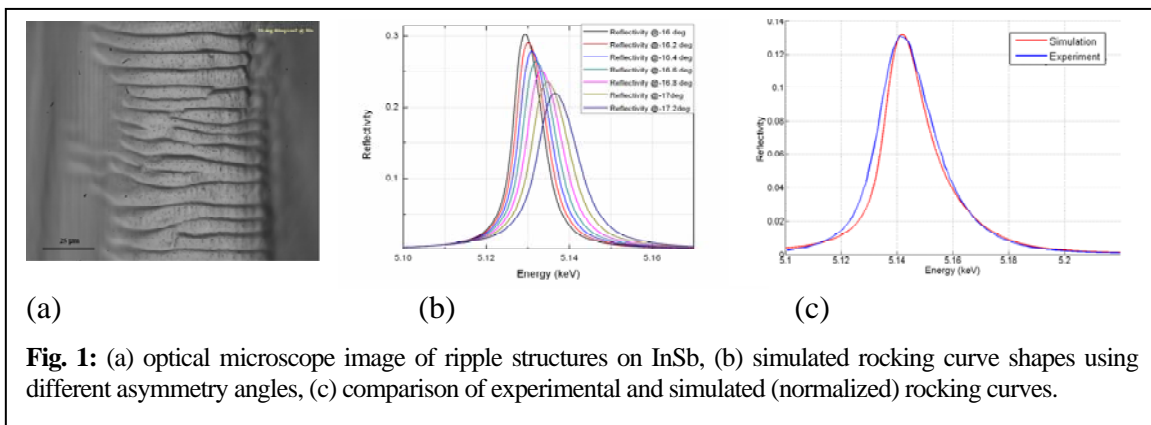 25 µm
0.3
0.2
0.1
Reflectivity
Reflectivity @-16 deg
Reflectivity @-16.2 deg
Reflectivity @-16.4 deg
Reflectivity @-16.6 deg
Reflectivity @-16.8 deg
Reflectivity @-17deg
Reflectivity @-17.2deg
5.10 5.12 5.14 5.16
Energy (keV)
0.14
0.12
0.1
0.08
0.06
0.04
0.02
0
Reflectivity
Simulation
Experiment
5.1 5.12 5.14 5.16 5.18 5.2
Energy (keV)
(a) (b) (c)
Fig. 1: (a) optical microscope image of ripple structures on InSb, (b) simulated rocking curve shapes using
different asymmetry angles, (c) comparison of experimental and simulated (normalized) rocking curves.